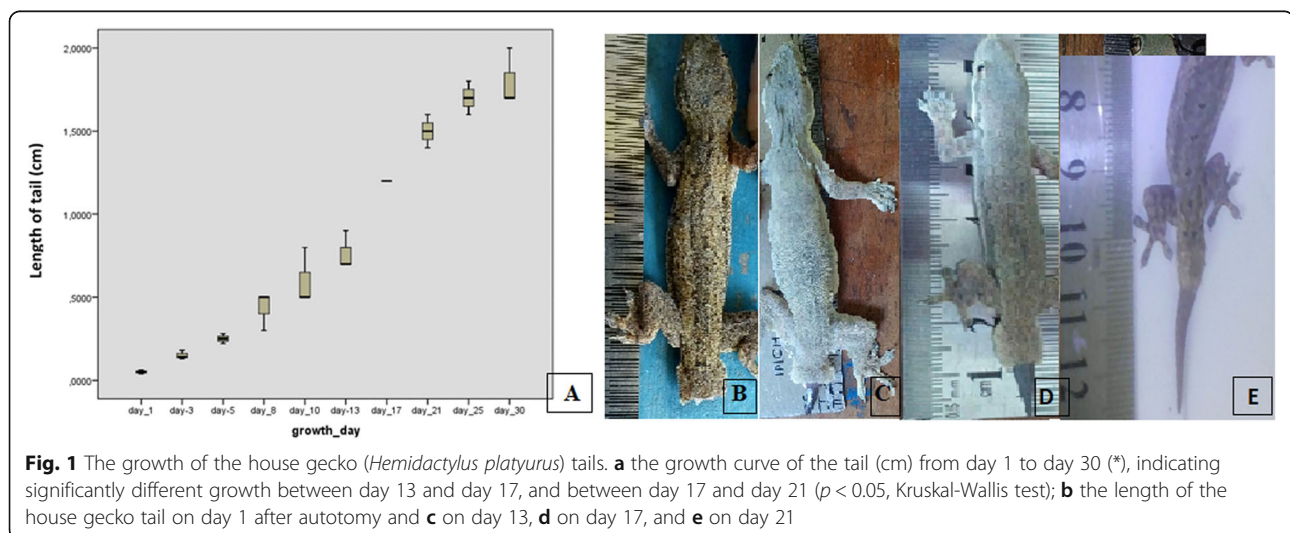 2,0000
1,5000
1,0000
,5000
,0000
Length of tail (cm)
day_1 day-3 day-5 day_8 day_10 day-13 day_17 day_21 day_25 day_30
growth_day
A
B
C
D
8
9
10
11
12
E
Fig. 1 The growth of the house gecko (Hemidactylus platyurus) tails. a the growth curve of the tail (cm) from day 1 to day 30 (*), indicating
significantly different growth between day 13 and day 17, and between day 17 and day 21 (p < 0.05, Kruskal-Wallis test); b the length of the
house gecko tail on day 1 after autotomy and c on day 13, d on day 17, and e on day 21